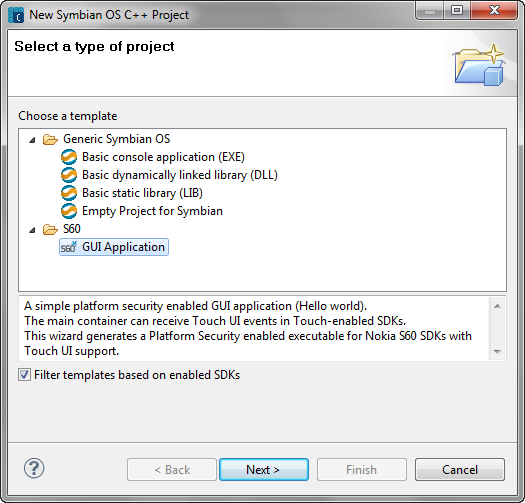 New Symbian OS C++ Project
Select a type of project
Choose a template
Generic Symbian OS
Basic console application (EXE)
Basic dynamically linked library (DLL)
Basic static library (LIB)
Empty Project for Symbian
S60
S60 GUI Application
A simple platform security enabled GUI application (Hello world).
The main container can receive Touch UI events in Touch-enabled SDKs.
This wizard generates a Platform Security enabled executable for Nokia S60 SDKs with
Touch UI support.
Filter templates based on enabled SDKs
? < Back Next > Finish Cancel